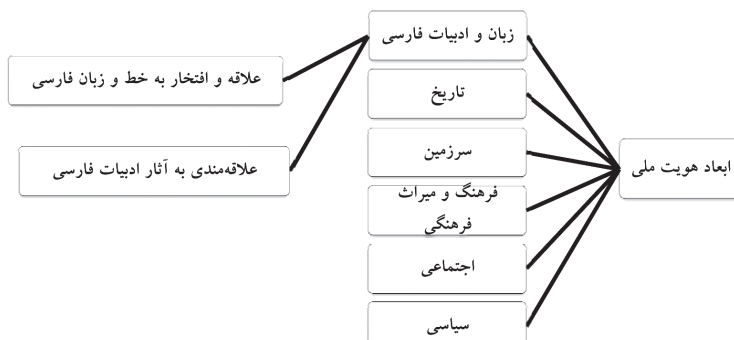 ابعاد هویت ملی
زبان و ادبیات فارسی
تاریخ
سرزمین
فرهنگ و میراث
فرهنگی
اجتماعی
سیاسی
علاقه و افتخار به خط و زبان فارسی
علاقه‌مندی به آثار ادبیات فارسی